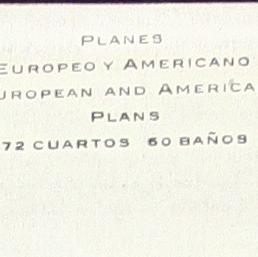 PLANES
EUROPEO Y AMERICANO
UROPEAN AND AMERICA
PLANS
72 CUARTOS 60 BAÑOS